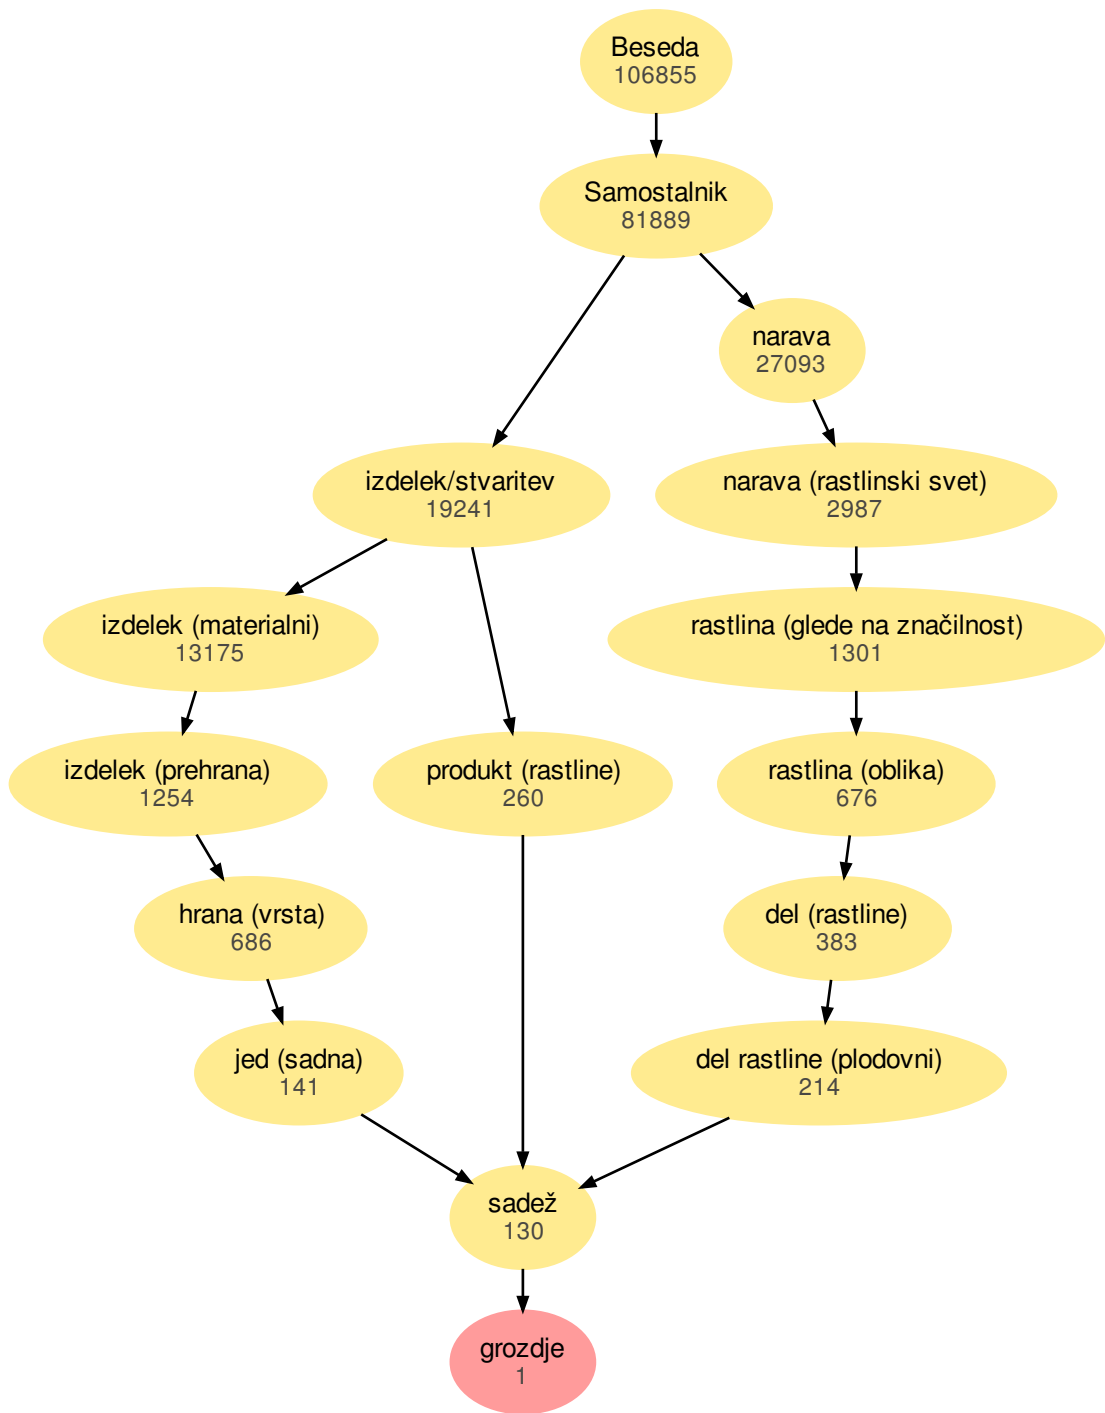 Beseda
106855
Samostalnik
81889
narava
27093
izdelek/stvaritev
19241
narava (rastlinski svet)
2987
izdelek (materialni)
13175
rastlina (glede na značilnost)
1301
izdelek (prehrana)
1254
produkt (rastline)
260
rastlina (oblika)
676
hrana (vrsta)
686
del (rastline)
383
jed (sadna)
141
del rastline (plodovni)
214
sadež
130
grozdje
1